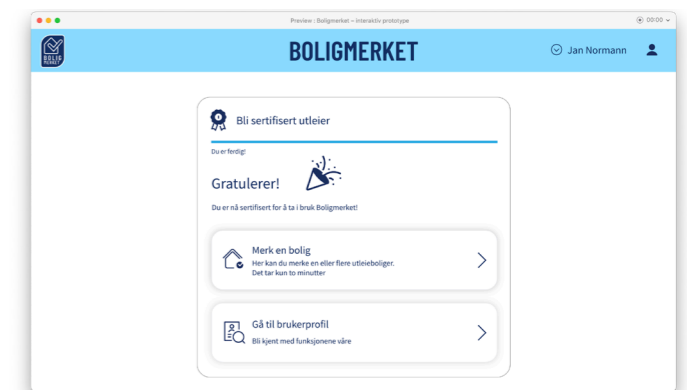 Preview : Boligmerket – interaktiv prototype
00:00
BOLIG
MERKET
BOLIGMERKET
Jan Normann
Bli sertifisert utleier
Du er ferdig!
Gratulerer!
Du er nå sertifisert for å ta i bruk Boligmerket!
Merk en bolig
Her kan du merke en eller flere utleieboliger.
Det tar kun to minutter
Gå til brukerprofil
Bli kjent med funksjonene våre